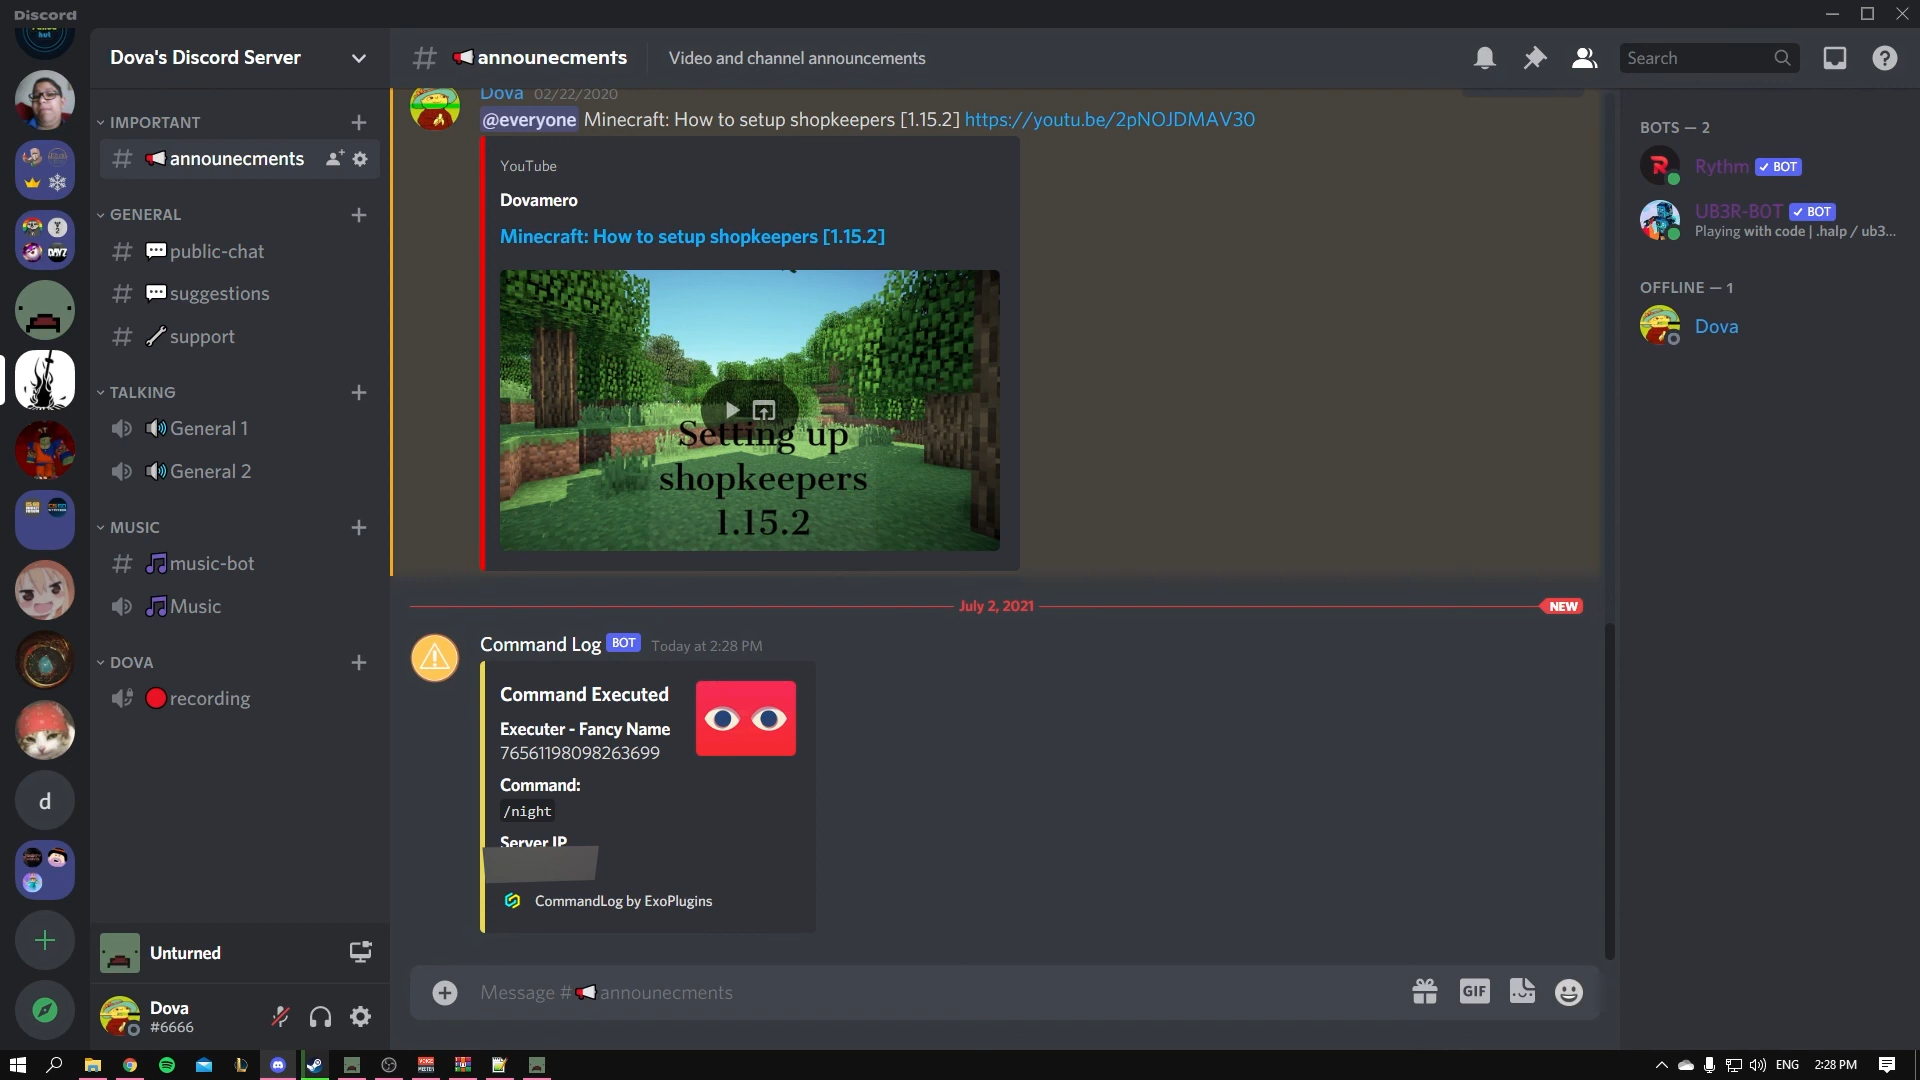 Discord
Dova's Discord Server
IMPORTANT
announecments
GENERAL
public-chat
suggestions
support
TALKING
General 1
General 2
MUSIC
music-bot
Music
DOVA
recording
Unturned
Dova
#6666
d
announecments
Video and channel announcements
Search
Dova 02/22/2020
@everyone Minecraft: How to setup shopkeepers [1.15.2] https://youtu.be/2pNOJDMAV30
YouTube
Dovamero
Minecraft: How to setup shopkeepers [1.15.2]
Setting up
shopkeepers
1.15.2
July 2, 2021
NEW
Command Log BOT Today at 2:28 PM
Command Executed
Executer - Fancy Name
76561198098263699
Command:
/night
Server IP
CommandLog by ExoPlugins
Message # announecments
GIF
BOTS — 2
Rythm BOT
UB3R-BOT BOT
Playing with code | .halp / ub3...
OFFLINE — 1
Dova
ENG
2:28 PM